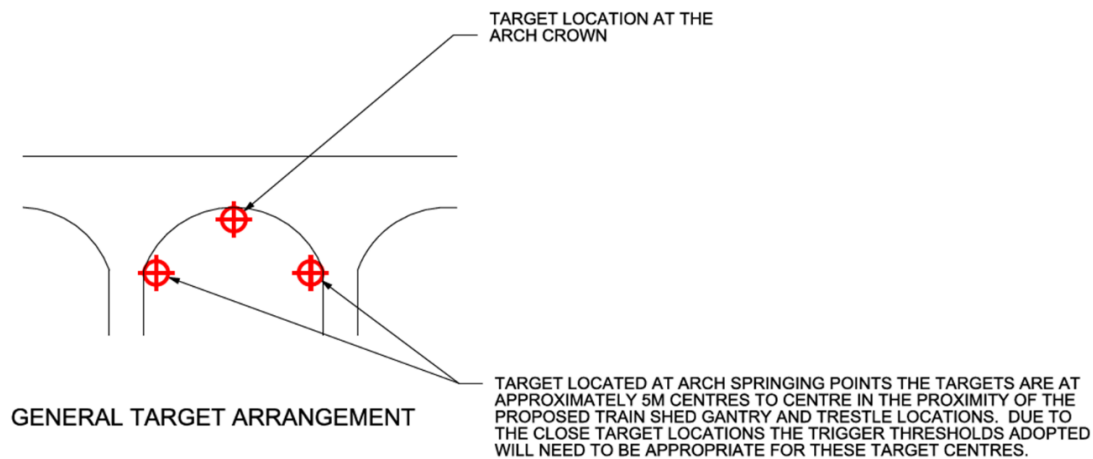 TARGET LOCATION AT THE
ARCH CROWN
TARGET LOCATED AT ARCH SPRINGING POINTS THE TARGETS ARE AT
APPROXIMATELY 5M CENTRES TO CENTRE IN THE PROXIMITY OF THE
PROPOSED TRAIN SHED GANTRY AND TRESTLE LOCATIONS. DUE TO
THE CLOSE TARGET LOCATIONS THE TRIGGER THRESHOLDS ADOPTED
WILL NEED TO BE APPROPRIATE FOR THESE TARGET CENTRES.
GENERAL TARGET ARRANGEMENT